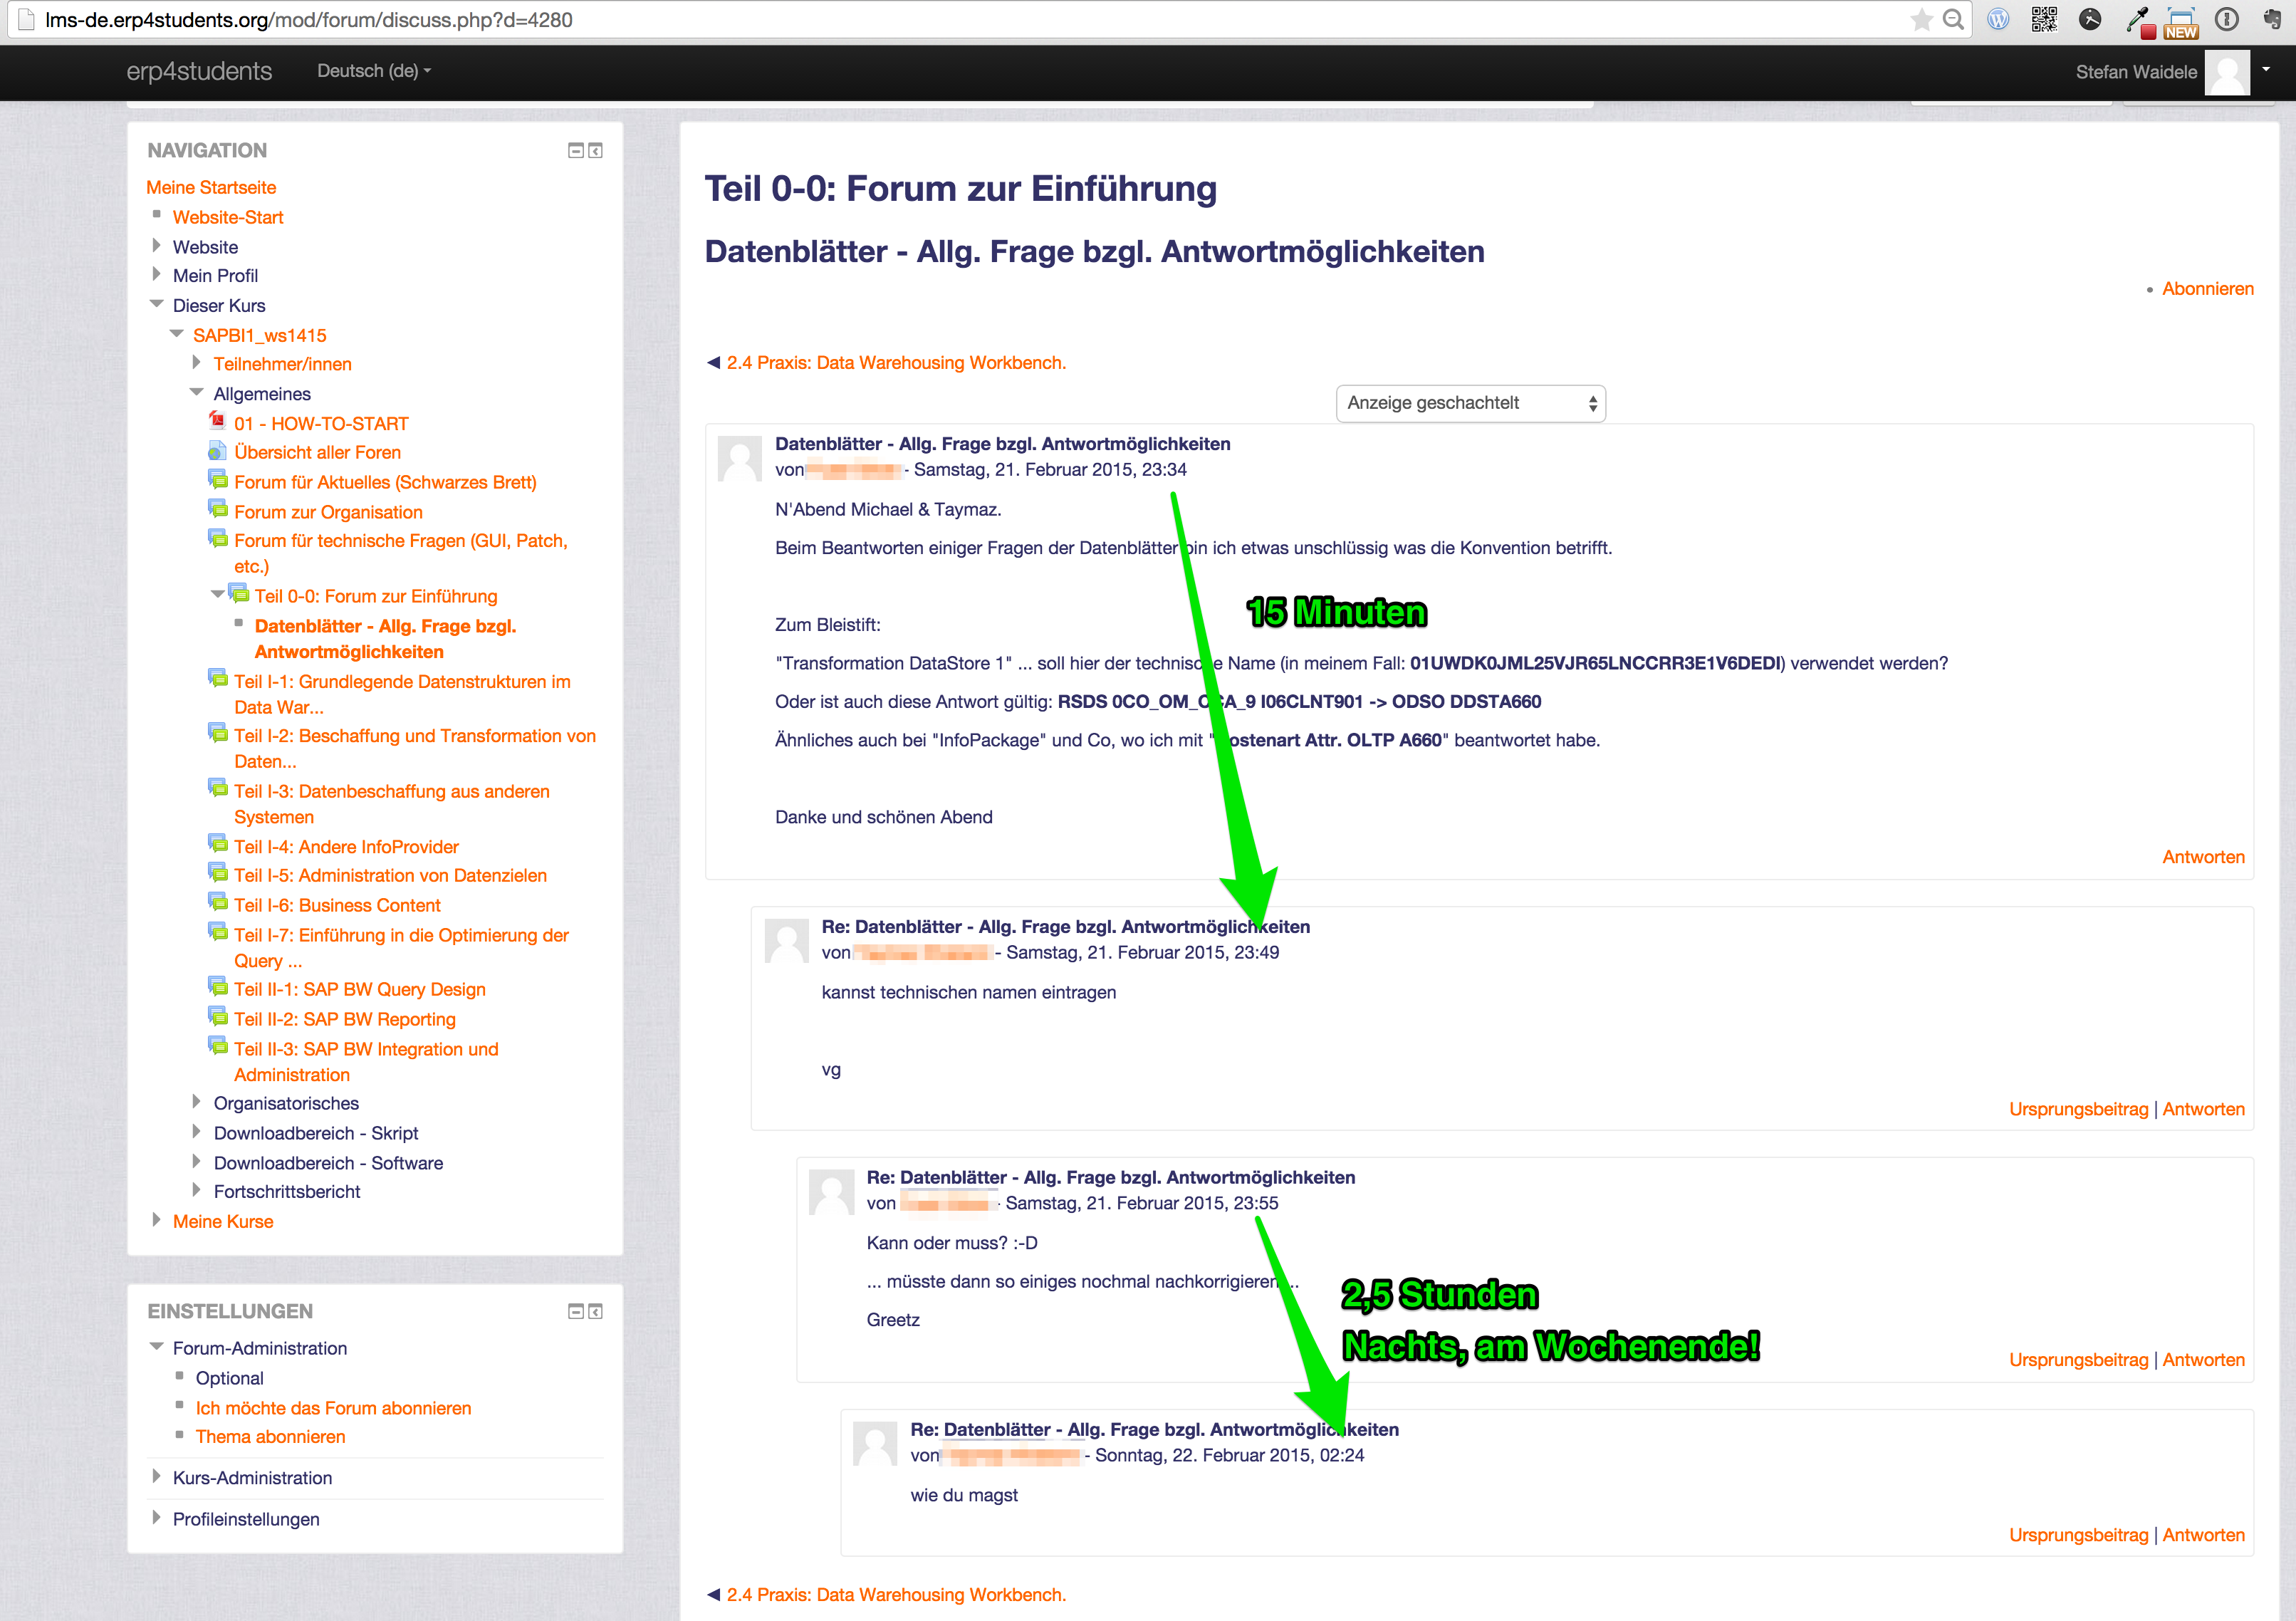 lms-de.erp4students.org/mod/forum/discuss.php?d=4280
NEW
erp4students
Deutsch (de)
Stefan Waidele
NAVIGATION
Meine Startseite
Website-Start
Website
Mein Profil
Dieser Kurs
SAPBI1_ws1415
Teilnehmer/innen
Allgemeines
01 - HOW-TO-START
Übersicht aller Foren
Forum für Aktuelles (Schwarzes Brett)
Forum zur Organisation
Forum für technische Fragen (GUI, Patch,
etc.)
Teil 0-0: Forum zur Einführung
Datenblätter - Allg. Frage bzgl.
Antwortmöglichkeiten
Teil I-1: Grundlegende Datenstrukturen im
Data War...
Teil I-2: Beschaffung und Transformation von
Daten...
Teil I-3: Datenbeschaffung aus anderen
Systemen
Teil I-4: Andere InfoProvider
Teil I-5: Administration von Datenzielen
Teil I-6: Business Content
Teil I-7: Einführung in die Optimierung der
Query ...
Teil II-1: SAP BW Query Design
Teil II-2: SAP BW Reporting
Teil II-3: SAP BW Integration und
Administration
Organisatorisches
Downloadbereich - Skript
Downloadbereich - Software
Fortschrittsbericht
Meine Kurse
EINSTELLUNGEN
Forum-Administration
Optional
Ich möchte das Forum abonnieren
Thema abonnieren
Kurs-Administration
Profileinstellungen
Teil 0-0: Forum zur Einführung
Datenblätter - Allg. Frage bzgl. Antwortmöglichkeiten
Abonnieren
2.4 Praxis: Data Warehousing Workbench.
Anzeige geschachtelt
Datenblätter - Allg. Frage bzgl. Antwortmöglichkeiten
von - Samstag, 21. Februar 2015, 23:34
N'Abend Michael & Taymaz.
Beim Beantworten einiger Fragen der Datenblätter bin ich etwas unschlüssig was die Konvention betrifft.
15 Minuten
Zum Bleistift:
"Transformation DataStore 1" ... soll hier der technische Name (in meinem Fall: 01UWDK0JML25VJR65LNCCRR3E1V6DEDI) verwendet werden?
Oder ist auch diese Antwort gültig: RSDS 0CO_OM_CCA_9 I06CLNT901 -> ODSO DDSTA660
Ähnliches auch bei "InfoPackage" und Co, wo ich mit "Kostenart Attr. OLTP A660" beantwortet habe.
Danke und schönen Abend
Antworten
Re: Datenblätter - Allg. Frage bzgl. Antwortmöglichkeiten
von - Samstag, 21. Februar 2015, 23:49
kannst technischen namen eintragen
vg
Ursprungsbeitrag | Antworten
Re: Datenblätter - Allg. Frage bzgl. Antwortmöglichkeiten
von - Samstag, 21. Februar 2015, 23:55
Kann oder muss? :-D
... müsste dann so einiges nochmal nachkorrigieren ...
Greetz
2,5 Stunden
Nachts, am Wochenende!
Ursprungsbeitrag | Antworten
Re: Datenblätter - Allg. Frage bzgl. Antwortmöglichkeiten
von - Sonntag, 22. Februar 2015, 02:24
wie du magst
Ursprungsbeitrag | Antworten
2.4 Praxis: Data Warehousing Workbench.